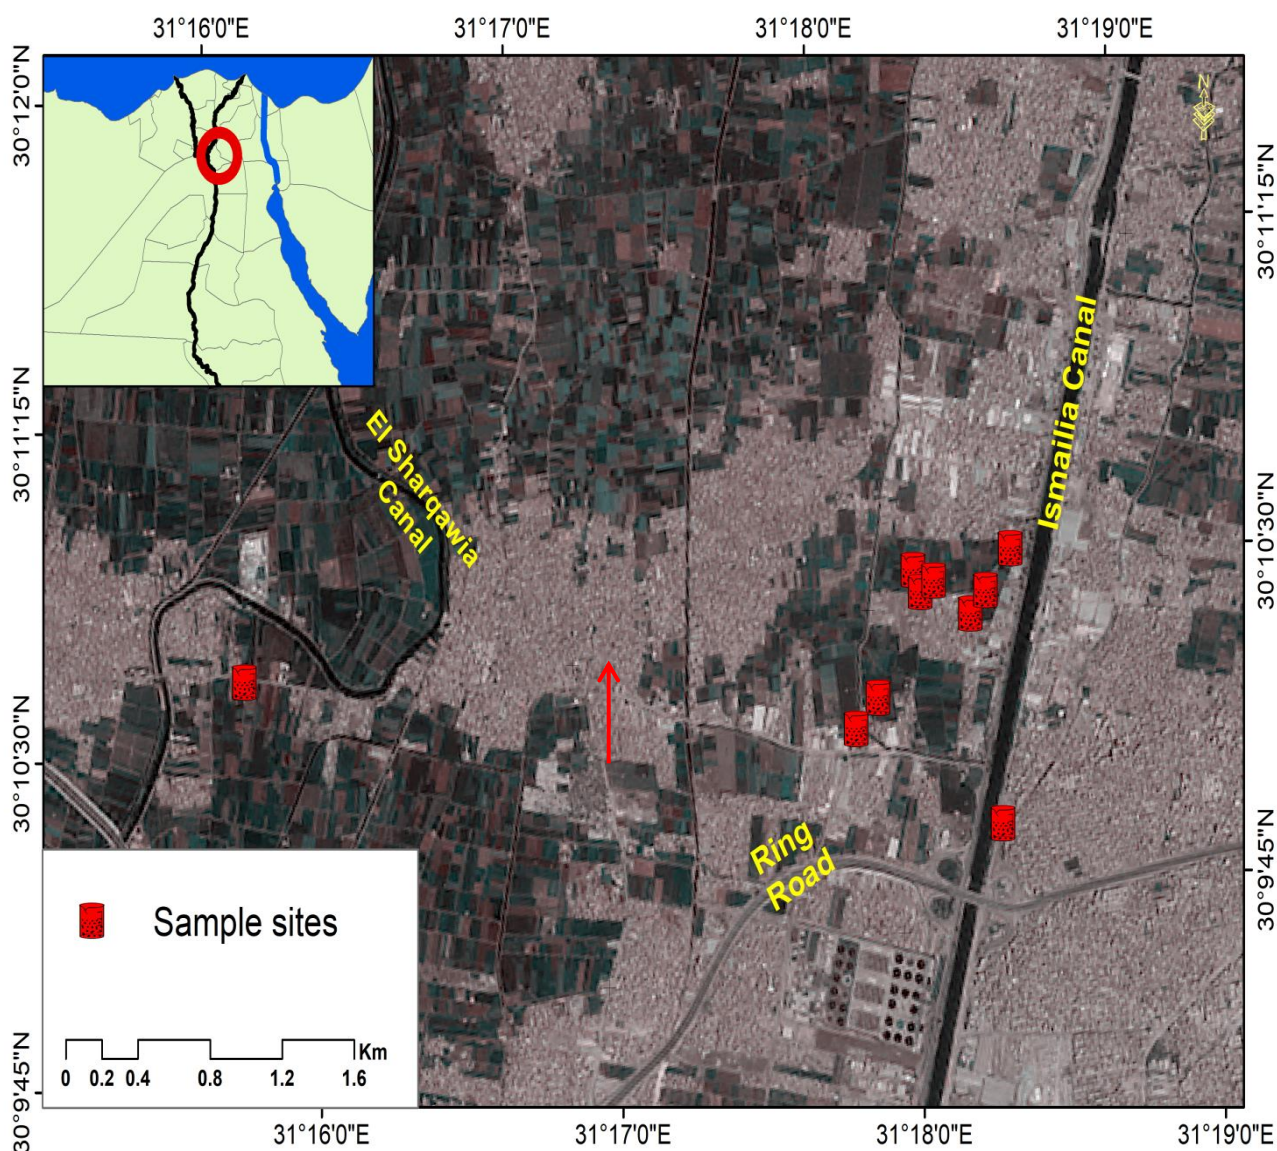 31°16'0"E 31°17'0"E 31°18'0"E 31°19'0"E
30°12'0"N
30°11'15"N
30°10'30"N
30°9'45"N
N
30°11'15"N
30°10'30"N
30°9'45"N
El Sharqawia
Canal
Ismailia Canal
Ring
Road
Sample sites
Km
0 0.2 0.4 0.8 1.2 1.6
31°16'0"E 31°17'0"E 31°18'0"E 31°19'0"E